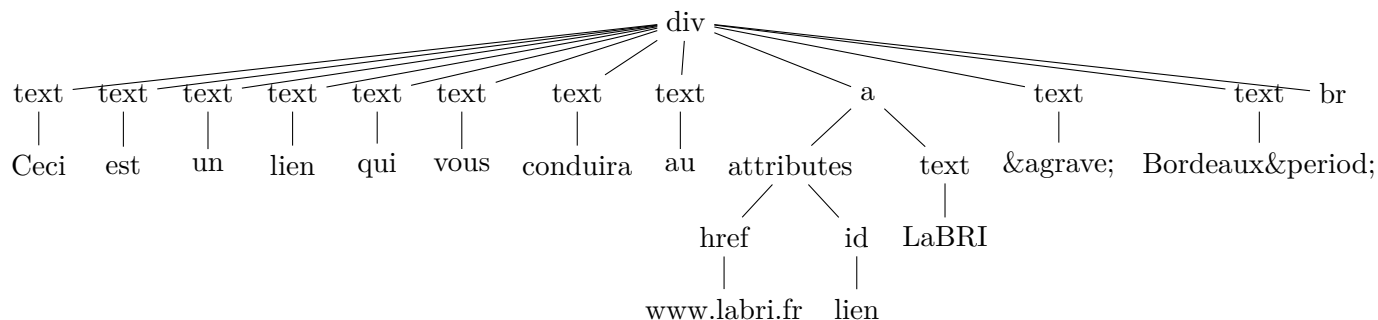 div
text text text text text text text text a text text br
Ceci est un lien qui vous conduira au attributes text &agrave; Bordeaux&period;
href id LaBRI
www.labri.fr lien